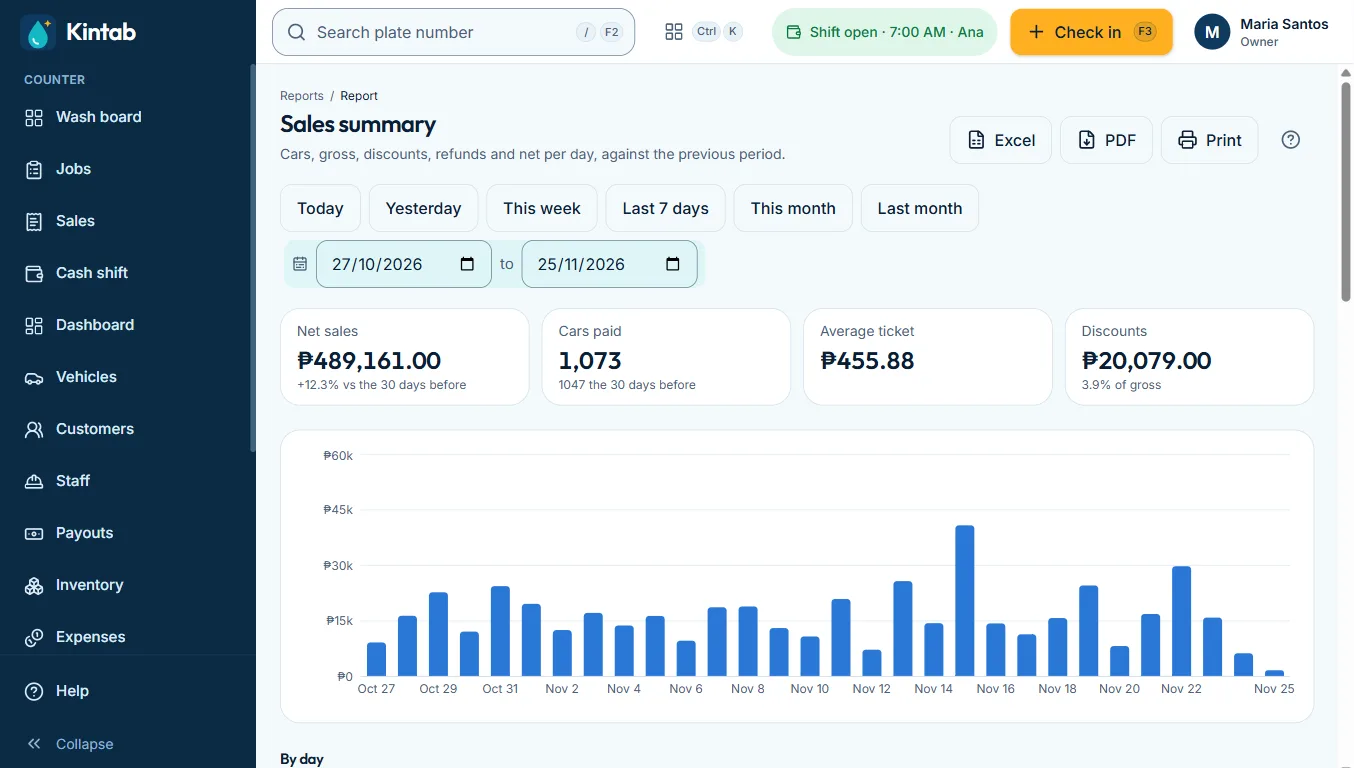 Kintab
Search plate number / F2
Ctrl K
Shift open · 7:00 AM · Ana
+ Check in F3
M
Maria Santos
Owner
COUNTER
Wash board
Jobs
Sales
Cash shift
Dashboard
Vehicles
Customers
Staff
Payouts
Inventory
Expenses
Help
Collapse
Reports / Report
Sales summary
Cars, gross, discounts, refunds and net per day, against the previous period.
Excel
PDF
Print
Today
Yesterday
This week
Last 7 days
This month
Last month
27/10/2026 to 25/11/2026
Net sales
₱489,161.00
+12.3% vs the 30 days before
Cars paid
1,073
1047 the 30 days before
Average ticket
₱455.88
Discounts
₱20,079.00
3.9% of gross
₱60k
₱45k
₱30k
₱15k
₱0
Oct 27 Oct 29 Oct 31 Nov 2 Nov 4 Nov 6 Nov 8 Nov 10 Nov 12 Nov 14 Nov 16 Nov 18 Nov 20 Nov 22 Nov 25
By day